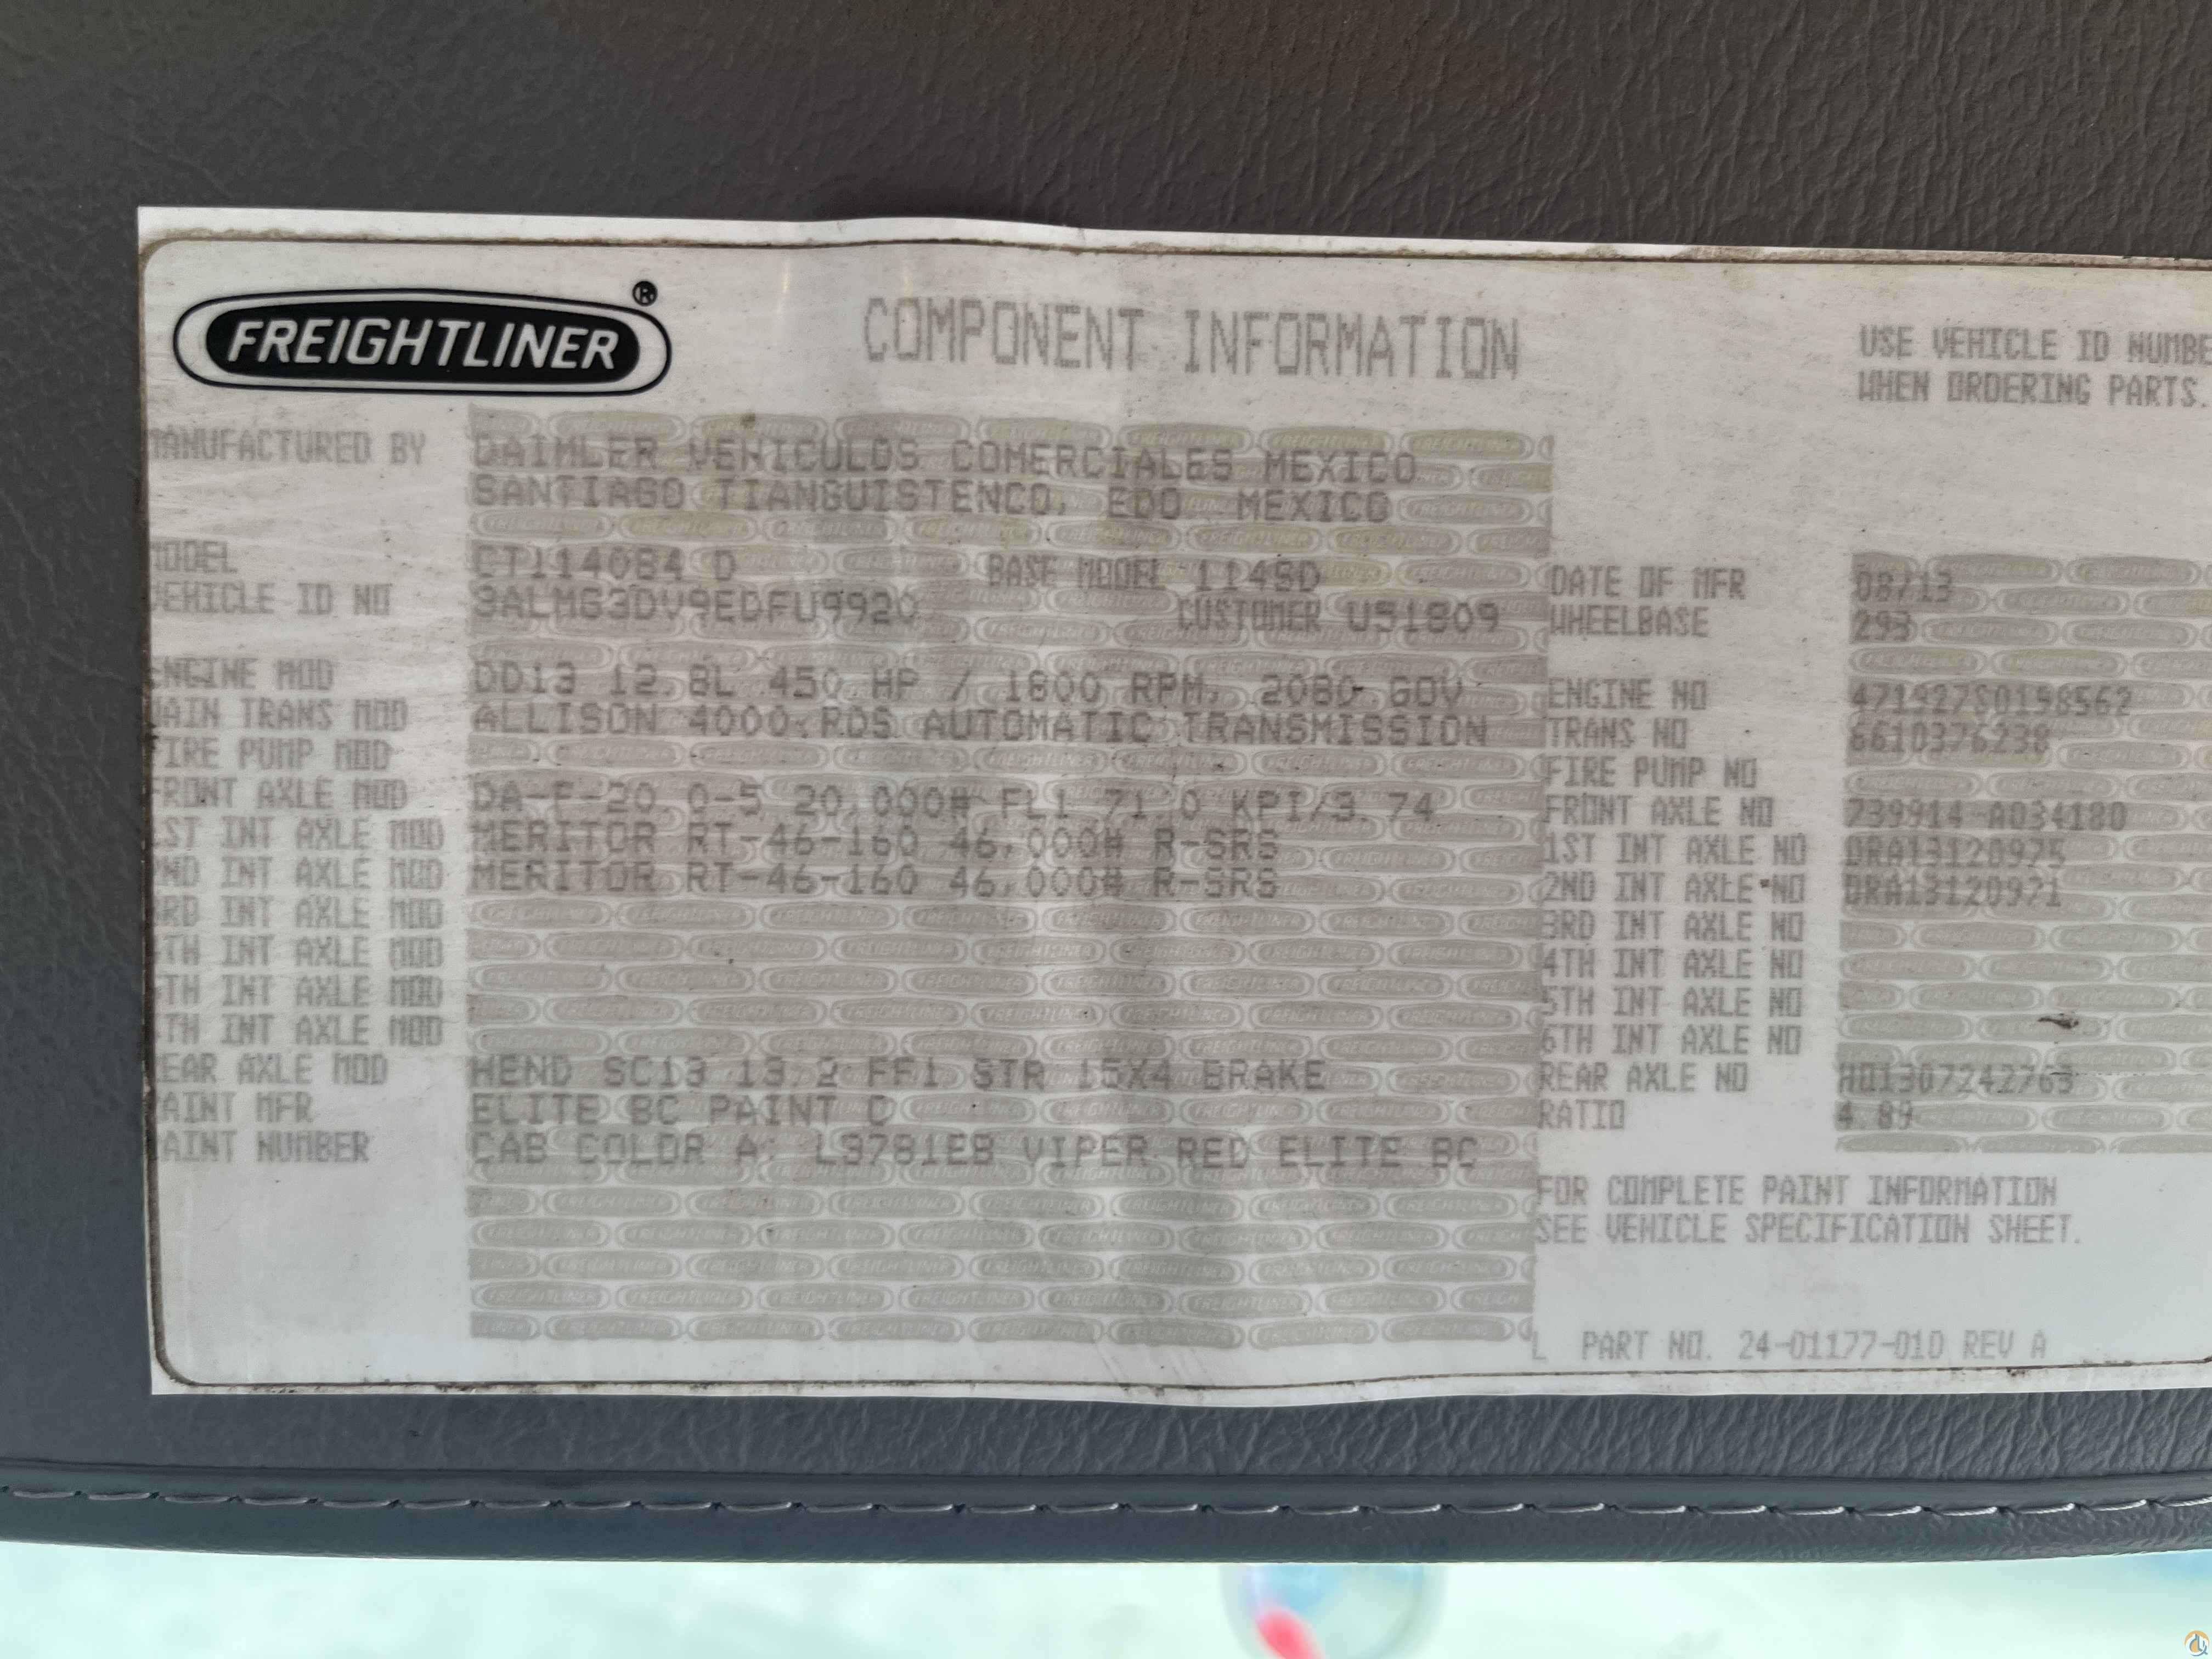 FREIGHTLINER ®
COMPONENT INFORMATION
USE VEHICLE ID NUMBE
WHEN ORDERING PARTS.
MANUFACTURED BY DAIMLER VEHICULOS COMERCIALES MEXICO
SANTIAGO TIANGUISTENCO, EDO. MEXICO
MODEL CT114084 D BASE MODEL 114SD DATE OF MFR 08/13
VEHICLE ID NO 3ALMG3DV9EDFU9920 CUSTOMER U51809 WHEELBASE 293
ENGINE MOD DD13 12.8L 450 HP / 1800 RPM, 2080 GOV ENGINE NO 471927S0198562
MAIN TRANS MOD ALLISON 4000 RDS AUTOMATIC TRANSMISSION TRANS NO 6610376238
FIRE PUMP MOD FIRE PUMP NO
FRONT AXLE MOD DA-F-20.0-5 20,000# FL1 71.0 KPI/3.74 FRONT AXLE NO 739914-A034180
1ST INT AXLE MOD MERITOR RT-46-160 46,000# R-SRS 1ST INT AXLE NO DRA13120975
2ND INT AXLE MOD MERITOR RT-46-160 46,000# R-SRS 2ND INT AXLE NO DRA13120971
3RD INT AXLE MOD 3RD INT AXLE NO
4TH INT AXLE MOD 4TH INT AXLE NO
5TH INT AXLE MOD 5TH INT AXLE NO
6TH INT AXLE MOD 6TH INT AXLE NO
REAR AXLE MOD HEND SC13 13.2 FF1 STR 15X4 BRAKE REAR AXLE NO HO1307242763
PAINT MFR ELITE BC PAINT C RATIO 4.89
PAINT NUMBER CAB COLOR A: L3781EB VIPER RED ELITE BC
FOR COMPLETE PAINT INFORMATION
SEE VEHICLE SPECIFICATION SHEET.
L PART NO. 24-01177-010 REV A